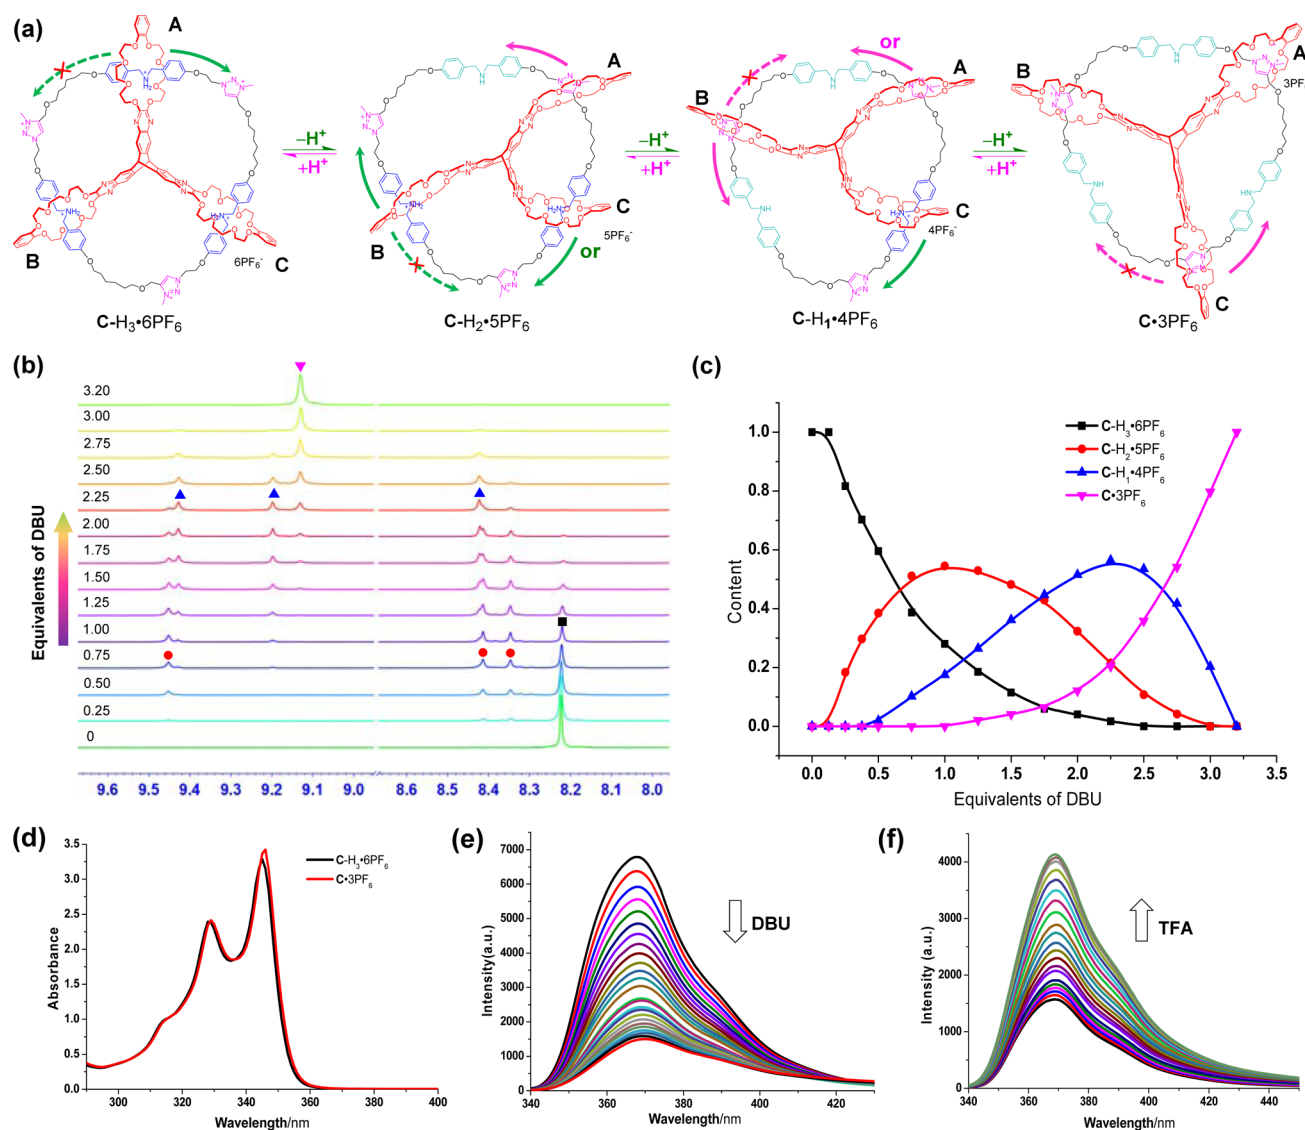 (a)
A
B
C
6PF₆⁻
C-H₃•6PF₆
–H⁺
+H⁺
A
B
C
5PF₆⁻
or
C-H₂•5PF₆
–H⁺
+H⁺
or
A
B
C
4PF₆⁻
C-H₁•4PF₆
–H⁺
+H⁺
A
B
C
C•3PF₆
(b)
Equivalents of DBU
3.20
3.00
2.75
2.50
2.25
2.00
1.75
1.50
1.25
1.00
0.75
0.50
0.25
0
9.6 9.5 9.4 9.3 9.2 9.1 9.0 8.6 8.5 8.4 8.3 8.2 8.1 8.0
(c)
C-H₃•6PF₆
C-H₂•5PF₆
C-H₁•4PF₆
C•3PF₆
Content
1.0
0.8
0.6
0.4
0.2
0.0
0.0 0.5 1.0 1.5 2.0 2.5 3.0 3.5
Equivalents of DBU
(d)
C-H₃•6PF₆
C•3PF₆
Absorbance
3.5
3.0
2.5
2.0
1.5
1.0
0.5
0.0
300 320 340 360 380 400
Wavelength/nm
(e)
DBU
Intensity(a.u.)
7000
6000
5000
4000
3000
2000
1000
0
340 360 380 400 420
Wavelength/nm
(f)
TFA
Intensity (a.u.)
4000
3000
2000
1000
0
340 360 380 400 420 440
Wavelength/nm